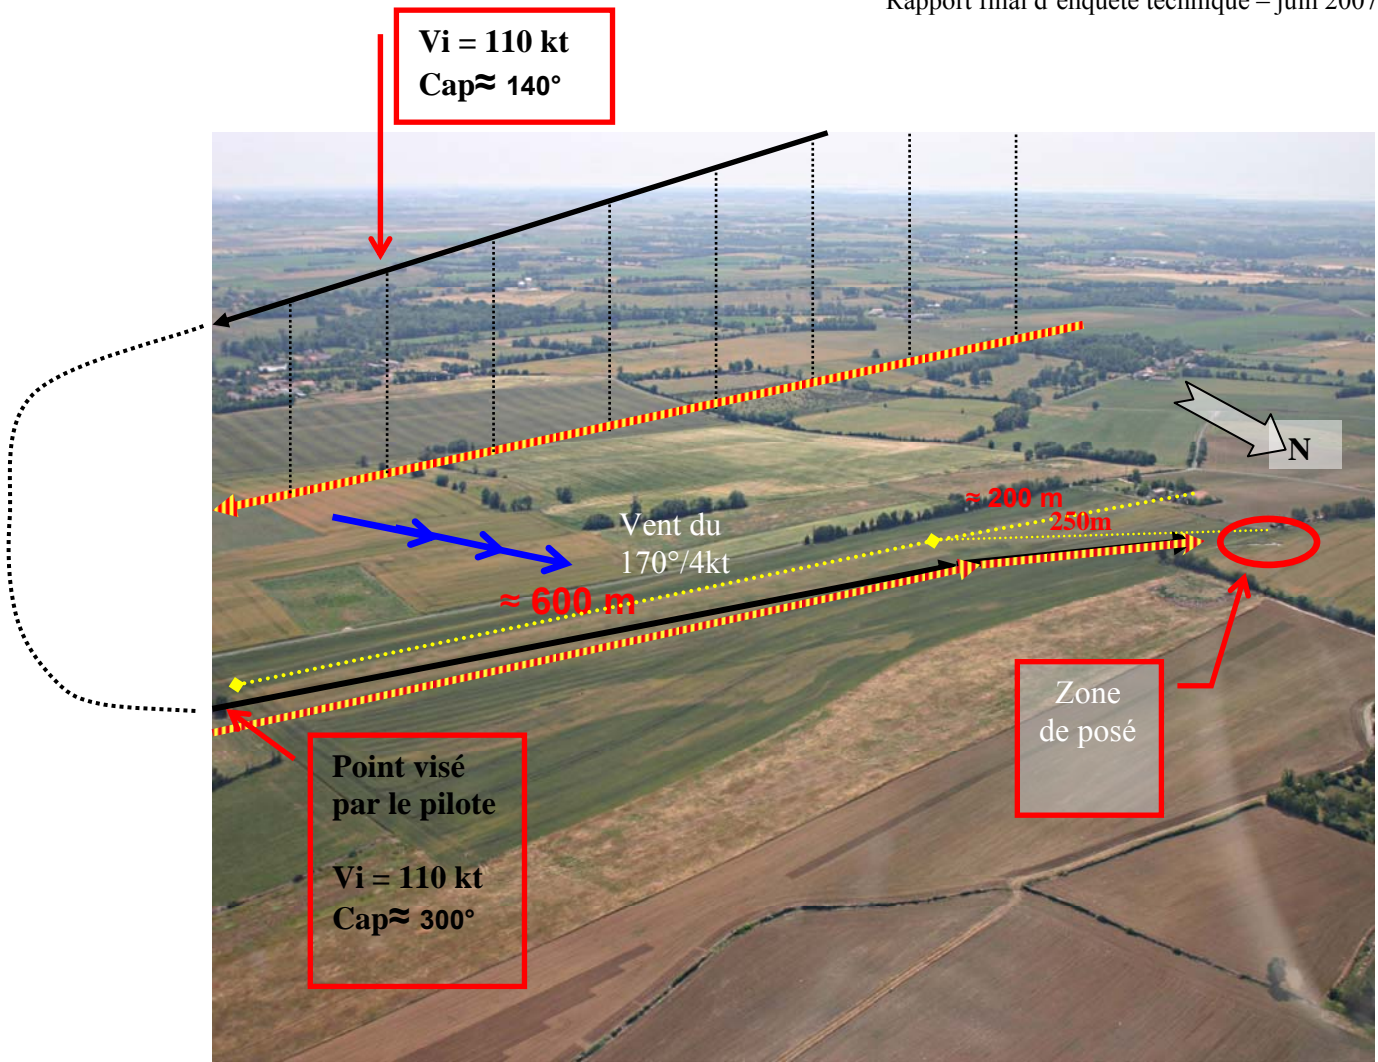 Rapport final d'enquête technique – juin 2007
Vi = 110 kt
Cap≈ 140°
N
≈ 200 m
250m
Vent du
170°/4kt
≈ 600 m
Zone
de posé
Point visé
par le pilote
Vi = 110 kt
Cap≈ 300°